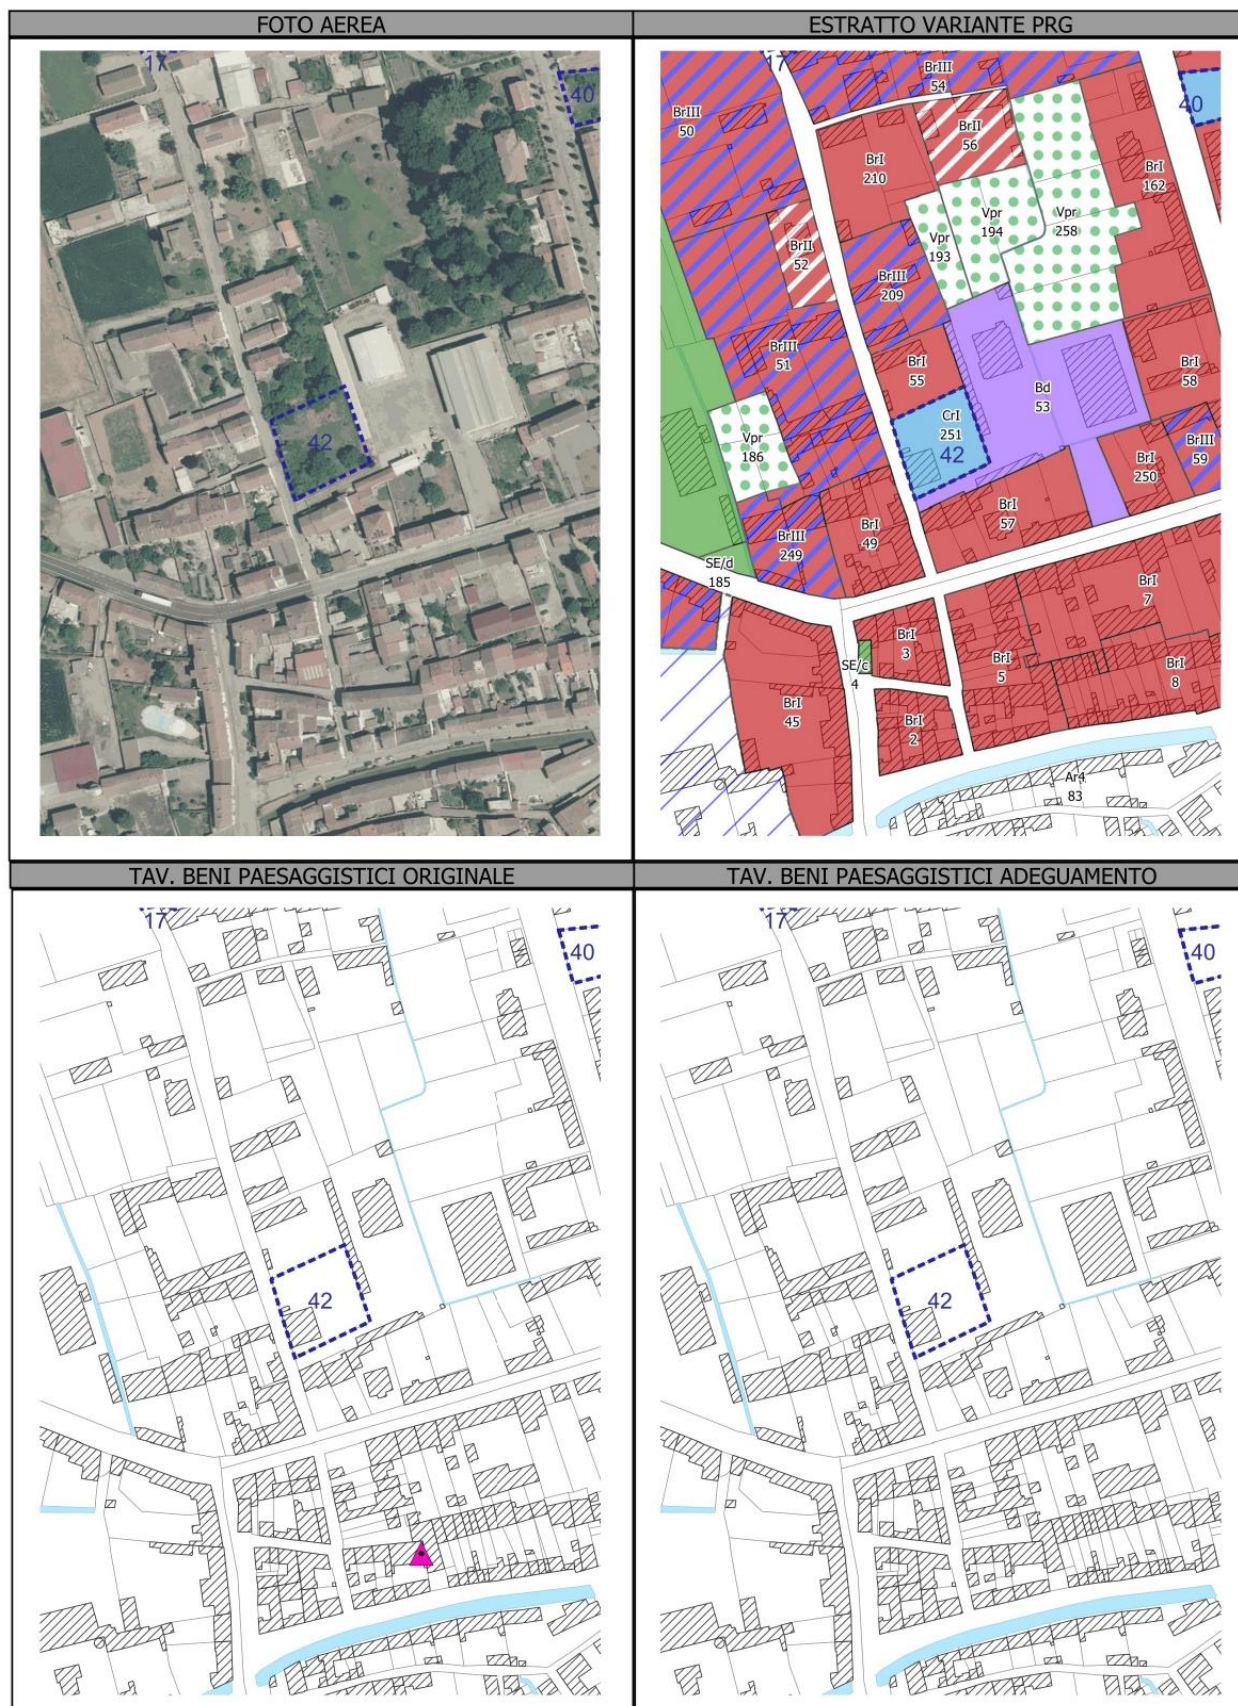 FOTO AEREA
ESTRATTO VARIANTE PRG
17
40
42
17
BrIII
54
40
BrIII
50
BrII
56
BrI
210
BrI
162
Vpr
194
Vpr
258
Vpr
193
BrII
52
BrIII
209
BrIII
51
BrI
55
BrI
58
Bd
53
CrI
251
42
Vpr
186
BrIII
59
BrI
250
BrI
57
BrI
49
BrIII
249
SE/d
185
BrI
7
BrI
3
SE/c
4
BrI
5
BrI
8
BrI
45
BrI
2
Ar4
83
TAV. BENI PAESAGGISTICI ORIGINALE
TAV. BENI PAESAGGISTICI ADEGUAMENTO
17
40
42
17
40
42